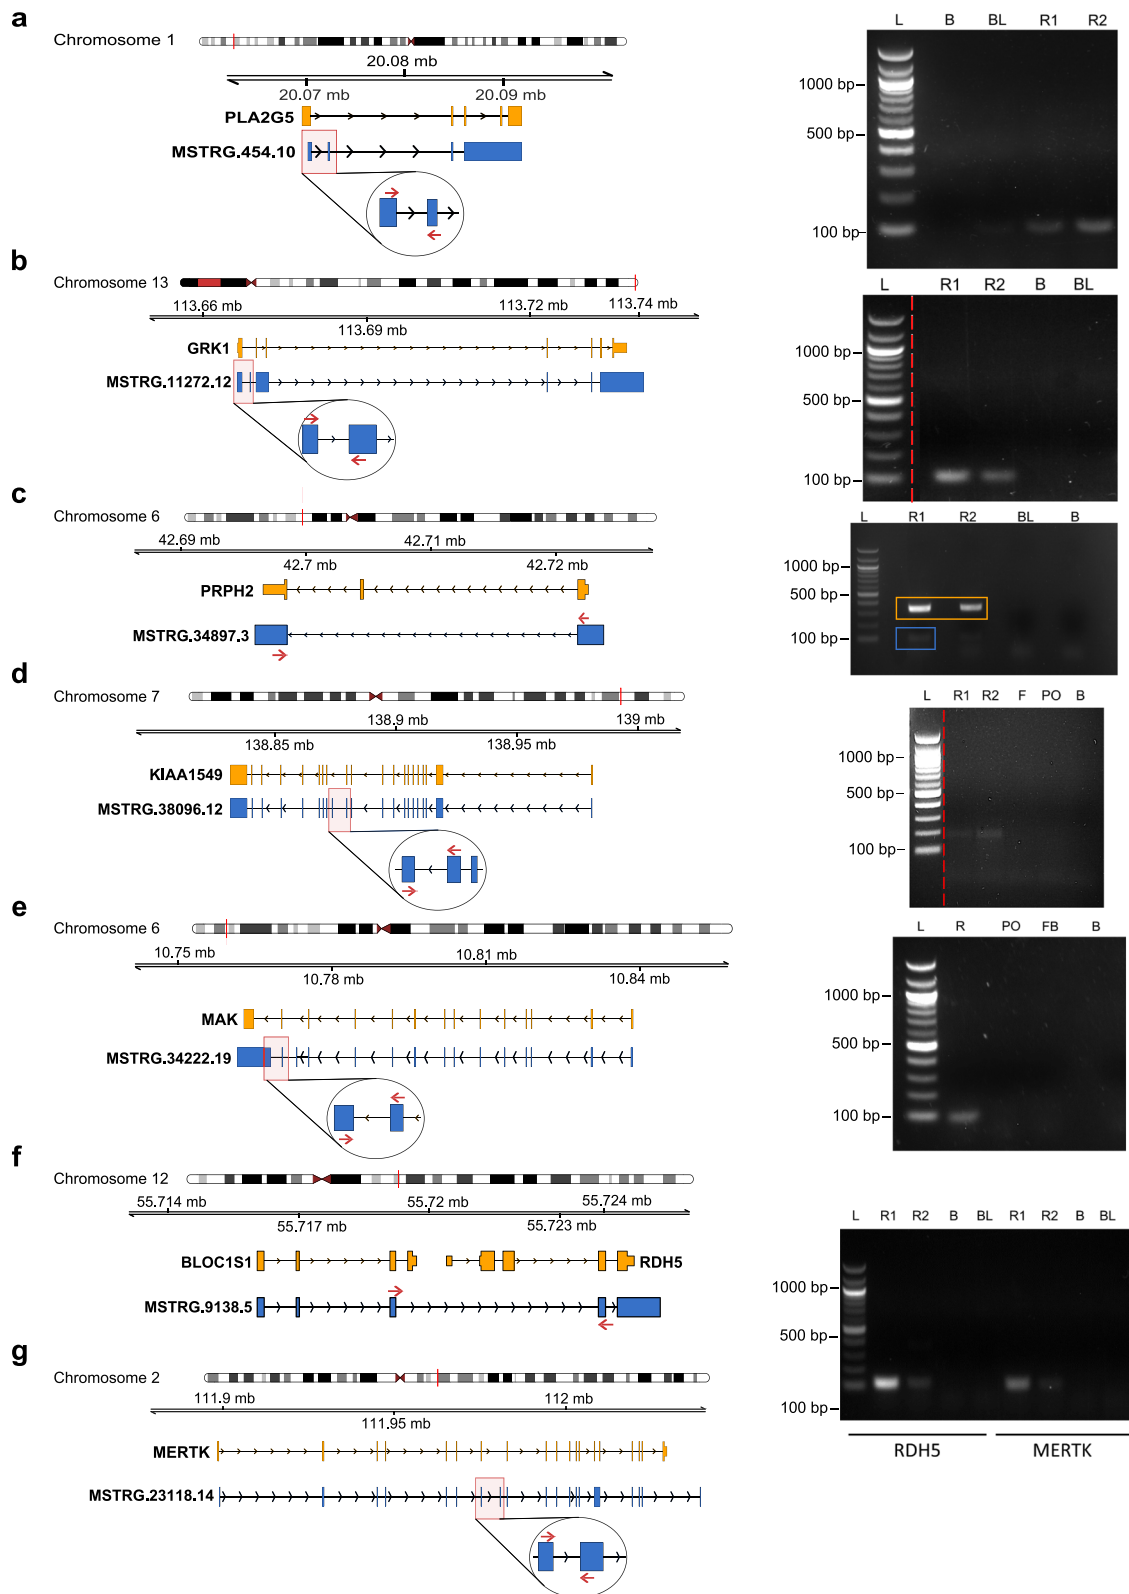 a
Chromosome 1
20.08 mb
20.07 mb 20.09 mb
PLA2G5
MSTRG.454.10
L B BL R1 R2
1000 bp
500 bp
100 bp
b
Chromosome 13
113.66 mb 113.72 mb 113.74 mb
113.69 mb
GRK1
MSTRG.11272.12
L R1 R2 B BL
1000 bp
500 bp
100 bp
c
Chromosome 6
42.69 mb 42.71 mb
42.7 mb 42.72 mb
PRPH2
MSTRG.34897.3
L R1 R2 BL B
1000 bp
500 bp
100 bp
d
Chromosome 7
138.9 mb 139 mb
138.85 mb 138.95 mb
KIAA1549
MSTRG.38096.12
L R1 R2 F PO B
1000 bp
500 bp
100 bp
e
Chromosome 6
10.75 mb 10.81 mb
10.78 mb 10.84 mb
MAK
MSTRG.34222.19
L R PO FB B
1000 bp
500 bp
100 bp
f
Chromosome 12
55.714 mb 55.72 mb 55.724 mb
55.717 mb 55.723 mb
BLOC1S1 RDH5
MSTRG.9138.5
L R1 R2 B BL R1 R2 B BL
1000 bp
500 bp
100 bp
RDH5 MERTK
g
Chromosome 2
111.9 mb 112 mb
111.95 mb
MERTK
MSTRG.23118.14